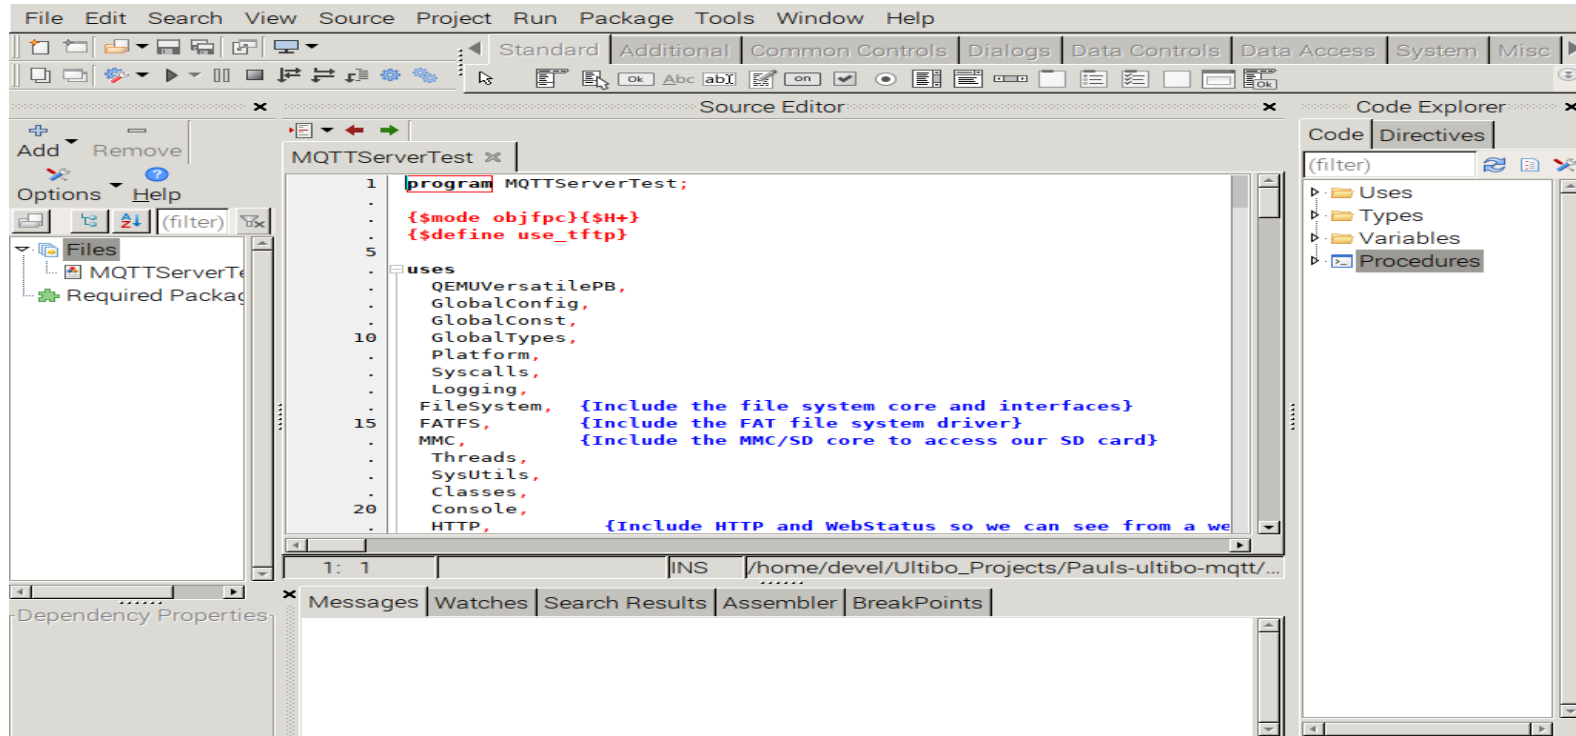 File Edit Search View Source Project Run Package Tools Window Help
Standard Additional Common Controls Dialogs Data Controls Data Access System Misc
Ok Abc abI on Ok
Source Editor
Code Explorer
Add Remove
Options Help
(filter)
Files
MQTTServerTe
Required Packag
Dependency Properties
MQTTServerTest
1 program MQTTServerTest;
.
. {$mode objfpc}{$H+}
. {$define use_tftp}
5
. uses
. QEMUVersatilePB,
. GlobalConfig,
. GlobalConst,
10 GlobalTypes,
. Platform,
. Syscalls,
. Logging,
. FileSystem, {Include the file system core and interfaces}
15 FATFS, {Include the FAT file system driver}
. MMC, {Include the MMC/SD core to access our SD card}
. Threads,
. SysUtils,
. Classes,
20 Console,
. HTTP, {Include HTTP and WebStatus so we can see from a we
1: 1 INS /home/devel/Ultibo_Projects/Pauls-ultibo-mqtt/...
Messages Watches Search Results Assembler BreakPoints
Code Directives
(filter)
Uses
Types
Variables
Procedures